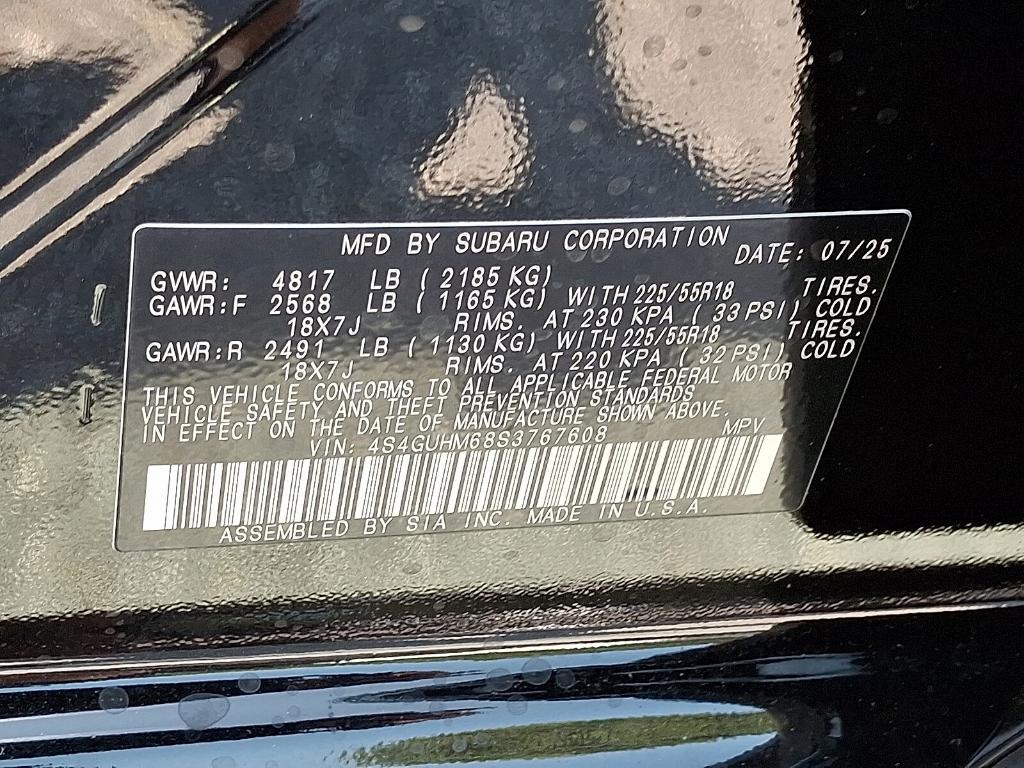 MFD BY SUBARU CORPORATION DATE: 07/25
GVWR: 4817 LB (2185 KG)
GAWR:F 2568 LB (1165 KG) WITH 225/55R18 TIRES.
18X7J RIMS. AT 230 KPA (33 PSI) COLD
GAWR:R 2491 LB (1130 KG) WITH 225/55R18 TIRES.
18X7J RIMS. AT 220 KPA (32 PSI) COLD
THIS VEHICLE CONFORMS TO ALL APPLICABLE FEDERAL MOTOR
VEHICLE SAFETY AND THEFT PREVENTION STANDARDS
IN EFFECT ON THE DATE OF MANUFACTURE SHOWN ABOVE.
VIN: 4S4GUHM68S3767608 MPV
ASSEMBLED BY SIA INC. MADE IN U.S.A.